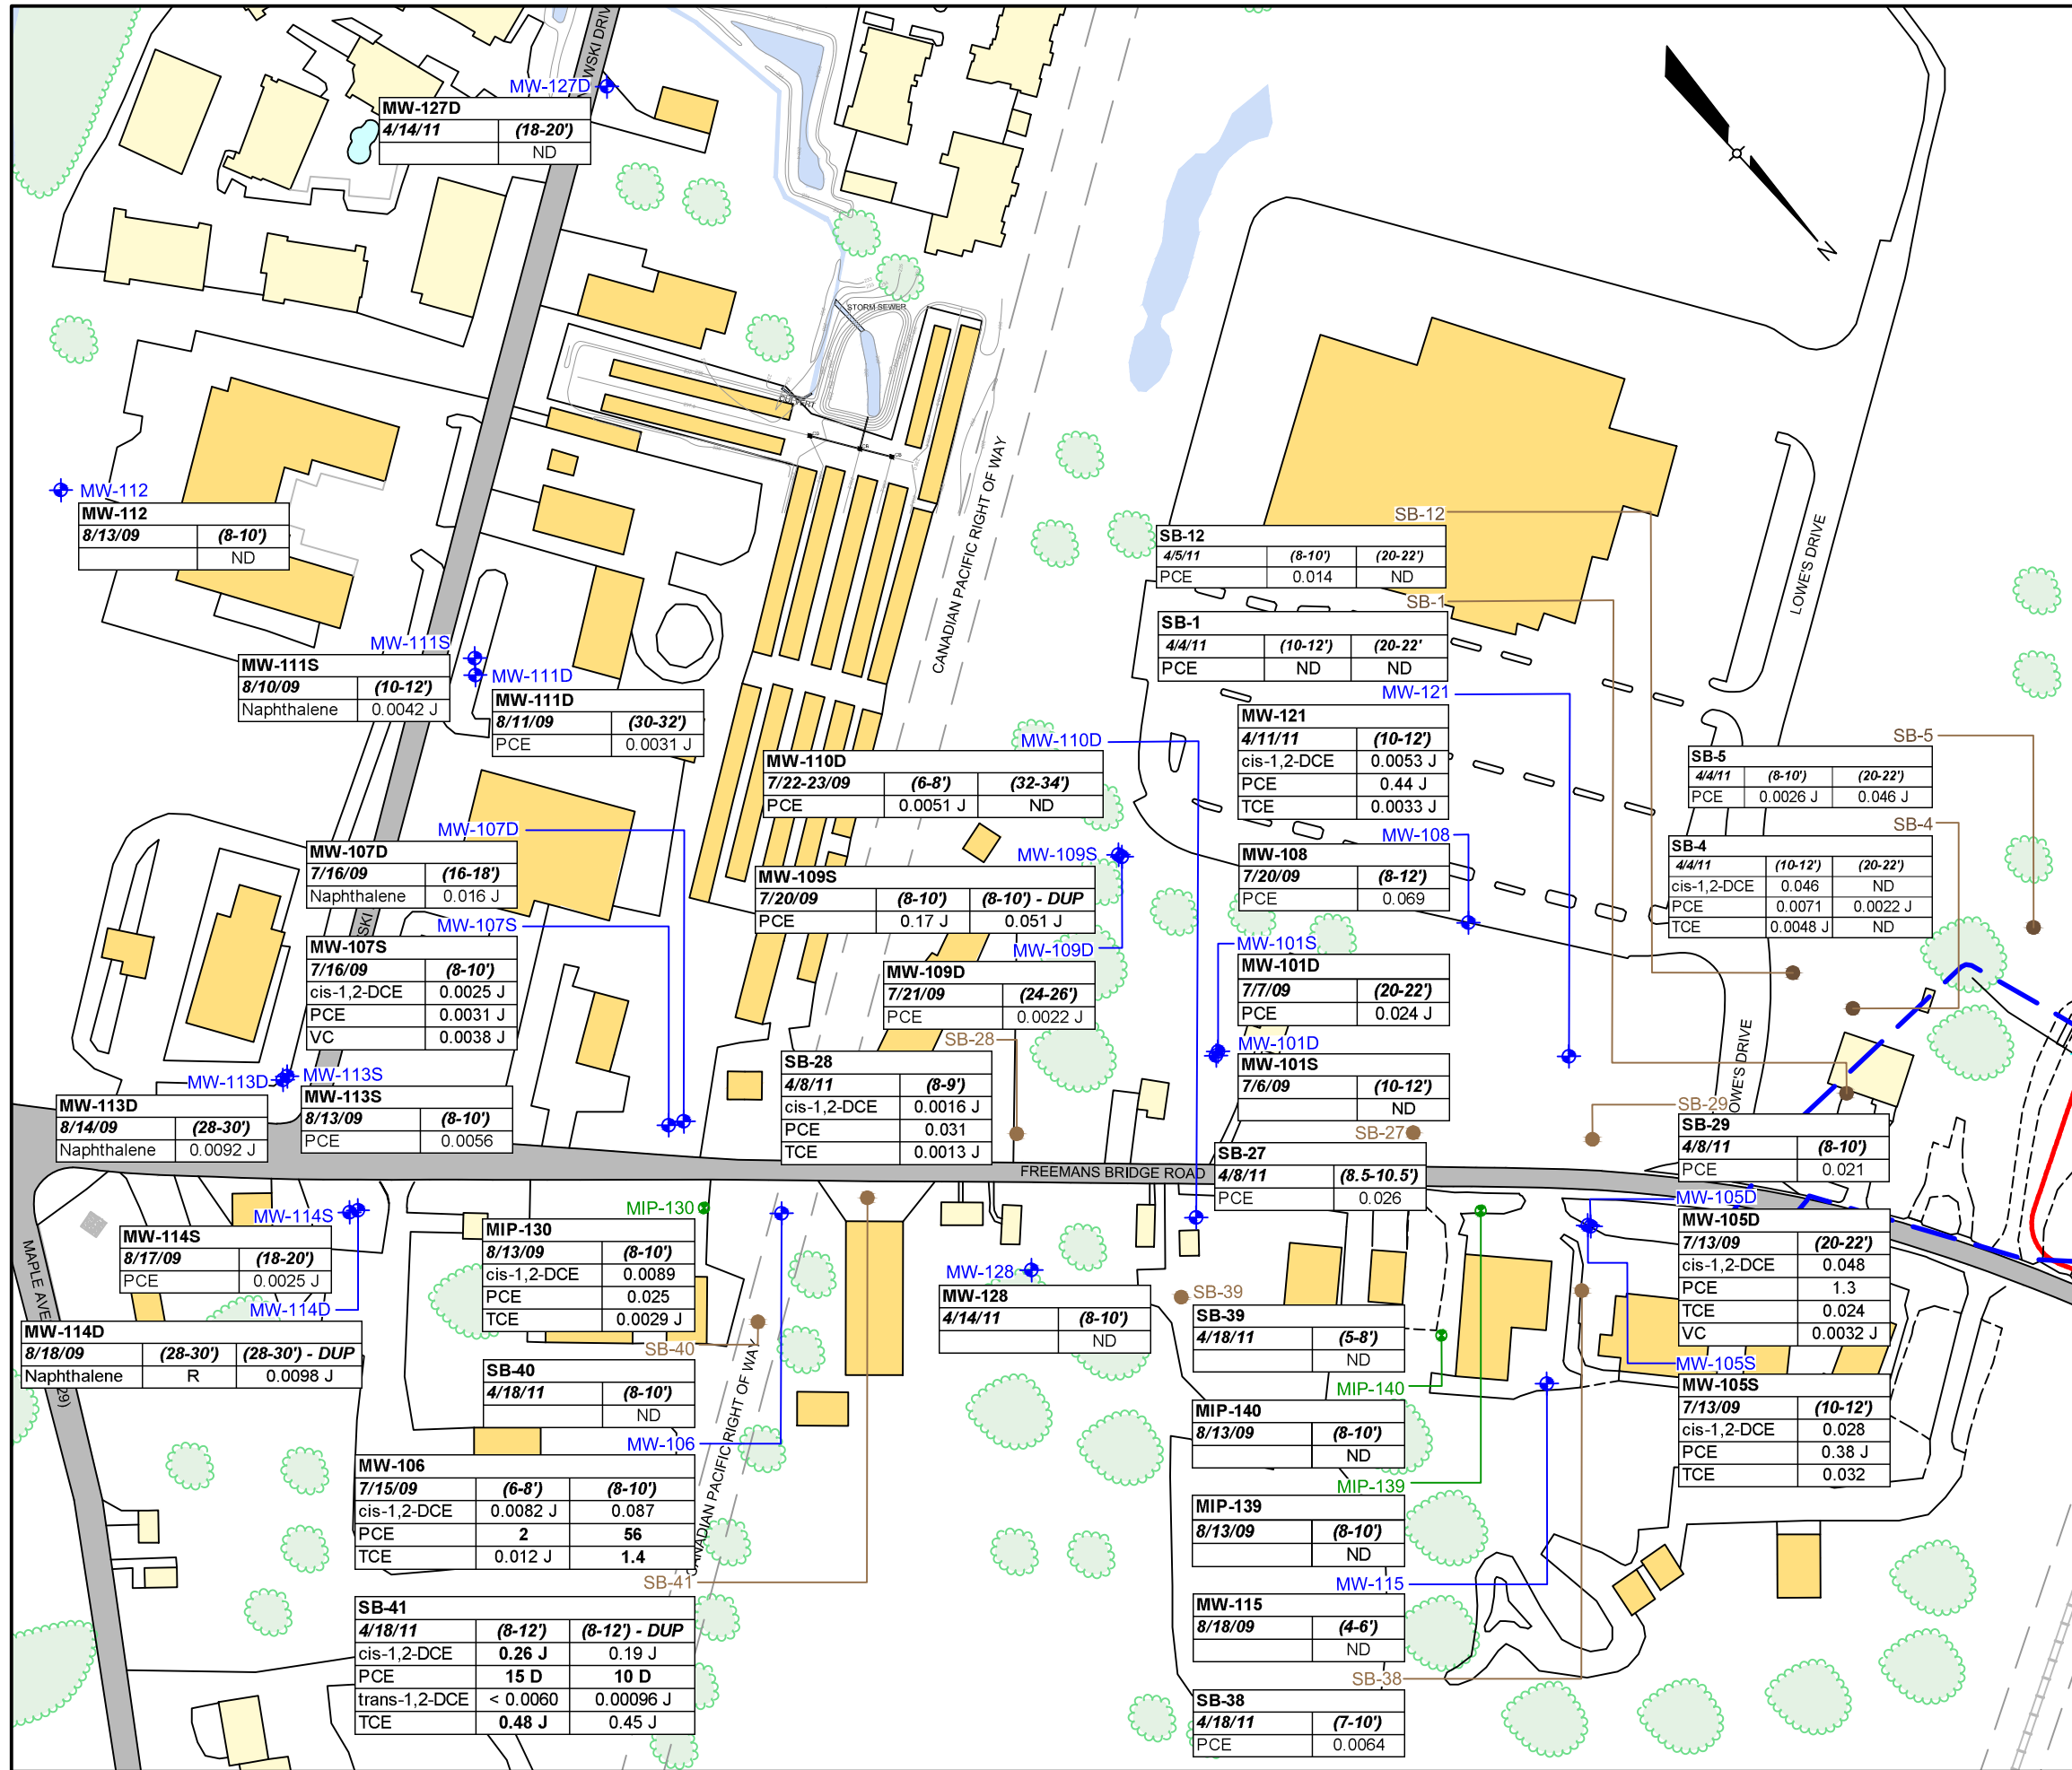 WSKI DRIV
MW-127D
MW-127D
4/14/11 (18-20')
ND
N
STORM SEWER
CULVERT
CB
CB
CB
CANADIAN PACIFIC RIGHT OF WAY
LOWE'S DRIVE
MW-112
MW-112
8/13/09 (8-10')
ND
SB-12
SB-12
4/5/11 (8-10') (20-22')
PCE 0.014 ND
SB-1
SB-1
4/4/11 (10-12') (20-22'
PCE ND ND
MW-111S
MW-111S
8/10/09 (10-12')
Naphthalene 0.0042 J
MW-111D
MW-111D
8/11/09 (30-32')
PCE 0.0031 J
MW-121
MW-121
4/11/11 (10-12')
cis-1,2-DCE 0.0053 J
PCE 0.44 J
TCE 0.0033 J
MW-110D
MW-110D
7/22-23/09 (6-8') (32-34')
PCE 0.0051 J ND
SB-5
SB-5
4/4/11 (8-10') (20-22')
PCE 0.0026 J 0.046 J
SB-4
SB-4
4/4/11 (10-12') (20-22')
cis-1,2-DCE 0.046 ND
PCE 0.0071 0.0022 J
TCE 0.0048 J ND
MW-107D
MW-107D
7/16/09 (16-18')
Naphthalene 0.016 J
MW-108
MW-108
7/20/09 (8-12')
PCE 0.069
MW-109S
MW-109S
7/20/09 (8-10') (8-10') - DUP
PCE 0.17 J 0.051 J
SKI
MW-107S
MW-107S
7/16/09 (8-10')
cis-1,2-DCE 0.0025 J
PCE 0.0031 J
VC 0.0038 J
MW-109D
MW-109D
7/21/09 (24-26')
PCE 0.0022 J
MW-101S
MW-101D
7/7/09 (20-22')
PCE 0.024 J
MW-101D
MW-101S
7/6/09 (10-12')
ND
OWE'S DRIVE
SB-28
SB-28
4/8/11 (8-9')
cis-1,2-DCE 0.0016 J
PCE 0.031
TCE 0.0013 J
MW-113D
MW-113S
MW-113D
8/14/09 (28-30')
Naphthalene 0.0092 J
MW-113S
8/13/09 (8-10')
PCE 0.0056
SB-29
SB-29
4/8/11 (8-10')
PCE 0.021
SB-27
SB-27
4/8/11 (8.5-10.5')
PCE 0.026
FREEMANS BRIDGE ROAD
MAPLE AVE
29)
MW-114S
MW-114S
8/17/09 (18-20')
PCE 0.0025 J
MW-114D
MW-114D
8/18/09 (28-30') (28-30') - DUP
Naphthalene R 0.0098 J
MIP-130
MIP-130
8/13/09 (8-10')
cis-1,2-DCE 0.0089
PCE 0.025
TCE 0.0029 J
SB-40
SB-40
4/18/11 (8-10')
ND
MW-128
MW-128
4/14/11 (8-10')
ND
SB-39
SB-39
4/18/11 (5-8')
ND
MW-105D
MW-105D
7/13/09 (20-22')
cis-1,2-DCE 0.048
PCE 1.3
TCE 0.024
VC 0.0032 J
MW-105S
MW-105S
7/13/09 (10-12')
cis-1,2-DCE 0.028
PCE 0.38 J
TCE 0.032
MIP-140
MIP-140
8/13/09 (8-10')
ND
MW-106
MW-106
7/15/09 (6-8') (8-10')
cis-1,2-DCE 0.0082 J 0.087
PCE 2 56
TCE 0.012 J 1.4
ANADIAN PACIFIC RIGHT OF WAY
MIP-139
MIP-139
8/13/09 (8-10')
ND
SB-41
SB-41
4/18/11 (8-12') (8-12') - DUP
cis-1,2-DCE 0.26 J 0.19 J
PCE 15 D 10 D
trans-1,2-DCE < 0.0060 0.00096 J
TCE 0.48 J 0.45 J
MW-115
MW-115
8/18/09 (4-6')
ND
SB-38
SB-38
4/18/11 (7-10')
PCE 0.0064